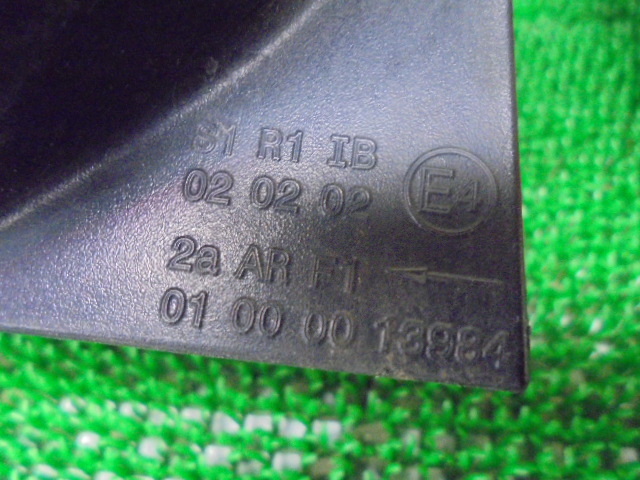 S1 R1 IB
02 02 02 E4
2a AR F1 ←
01 00 00 13984